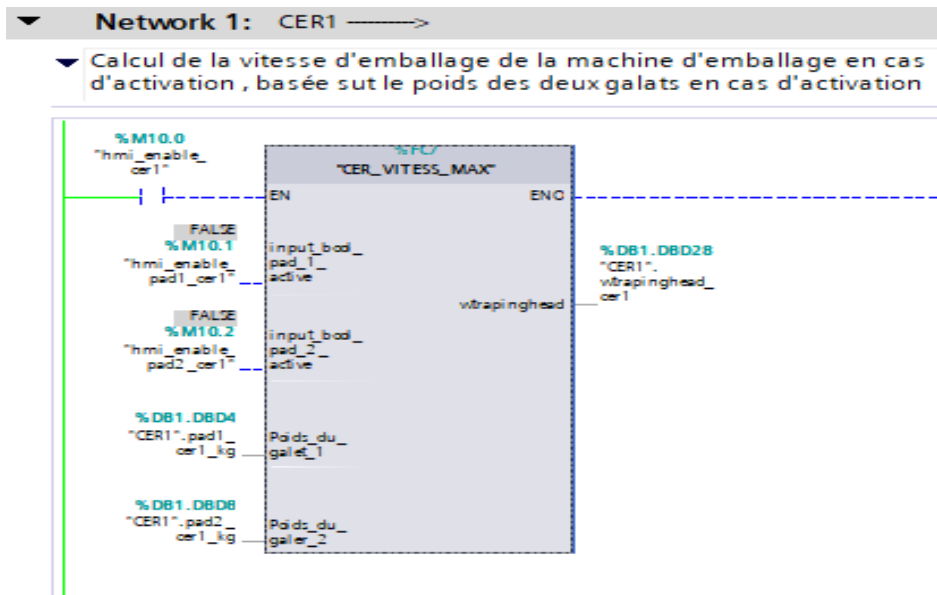 Network 1: CER1 ---------->
Calcul de la vitesse d'emballage de la machine d'emballage en cas
d'activation , basée sut le poids des deux galats en cas d'activation
%M10.0
"hmi_enable_
cer1"
"CER_VITESS_MAX"
EN
ENO
FALSE
%M10.1
"hmi_enable_
pad1_cer1"
input_bool_
pad_1_
active
%DB1.DBD28
"CER1".
wtrapinghead_
cer1
wtrapinghead
FALSE
%M10.2
"hmi_enable_
pad2_cer1"
input_bool_
pad_2_
active
%DB1.DBD4
"CER1".pad1_
cer1_kg
Poids_du_
galet_1
%DB1.DBD8
"CER1".pad2_
cer1_kg
Poids_du_
galer_2